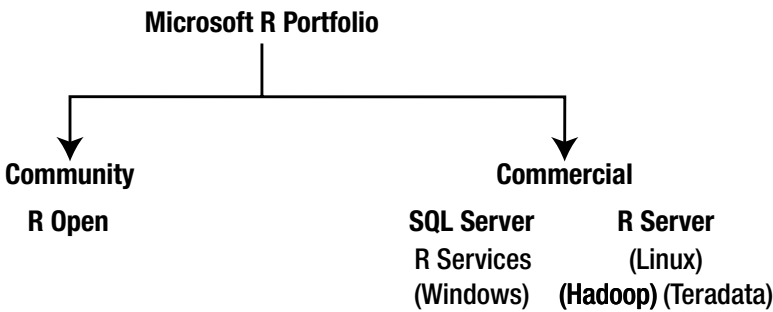 Microsoft R Portfolio
Community
R Open
Commercial
SQL Server
R Services
(Windows)
R Server
(Linux)
(Hadoop) (Teradata)